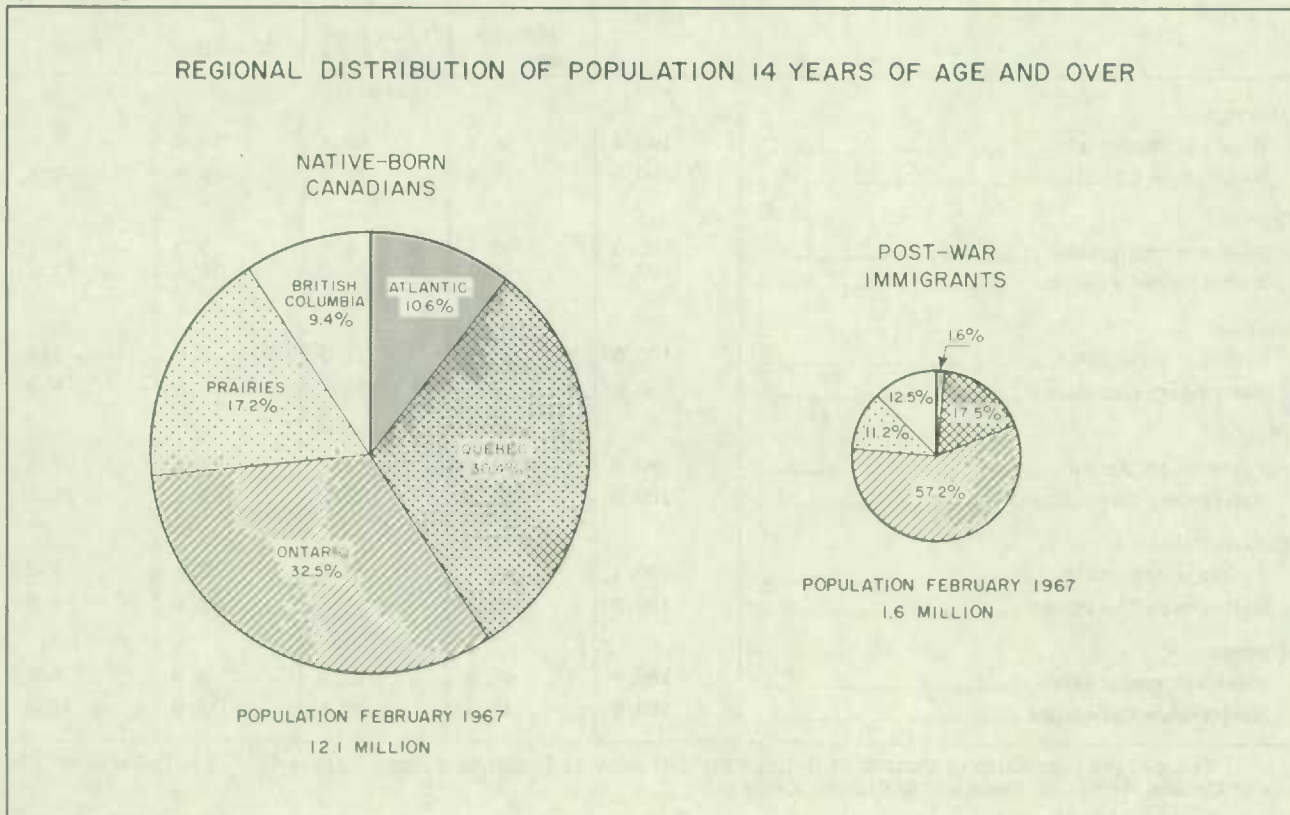 REGIONAL DISTRIBUTION OF POPULATION 14 YEARS OF AGE AND OVER
NATIVE-BORN
CANADIANS
BRITISH
COLUMBIA
9.4%
ATLANTIC
10.6%
PRAIRIES
17.2%
QUEBEC
ONTARIO
32.5%
POPULATION FEBRUARY 1967
12.1 MILLION
POST-WAR
IMMIGRANTS
1.6%
12.5%
17.5%
11.2%
57.2%
POPULATION FEBRUARY 1967
1.6 MILLION